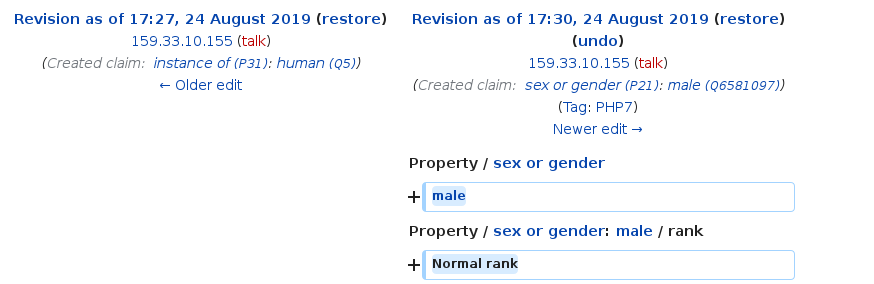 Revision as of 17:27, 24 August 2019 (restore)
159.33.10.155 (talk)
(Created claim: instance of (P31): human (Q5))
← Older edit
Revision as of 17:30, 24 August 2019 (restore)
(undo)
159.33.10.155 (talk)
(Created claim: sex or gender (P21): male (Q6581097))
(Tag: PHP7)
Newer edit →
Property / sex or gender
+ male
Property / sex or gender: male / rank
+ Normal rank